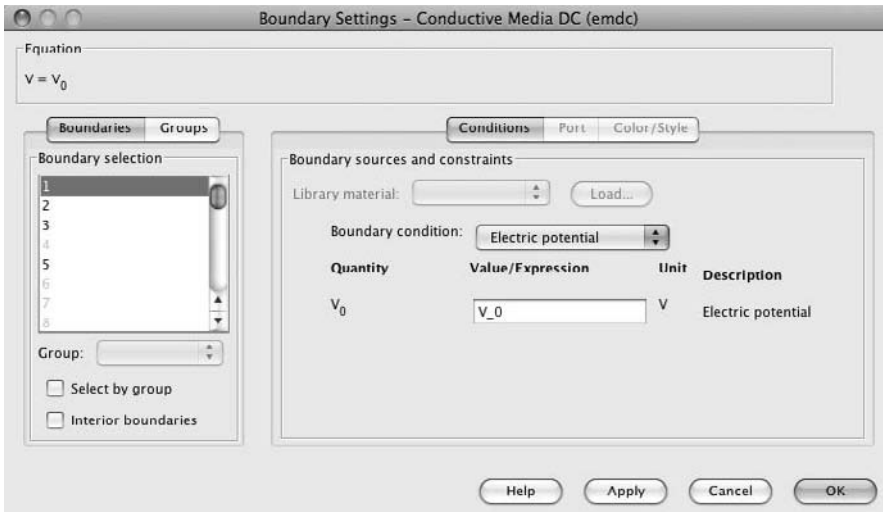 Boundary Settings – Conductive Media DC (emdc)
Equation
V = V₀
Boundaries Groups
Boundary selection
1
2
3
4
5
6
7
8
Group:
Select by group
Interior boundaries
Conditions Port Color/Style
Boundary sources and constraints
Library material: Load...
Boundary condition: Electric potential
Quantity Value/Expression Unit Description
V₀ V_0 V Electric potential
Help Apply Cancel OK